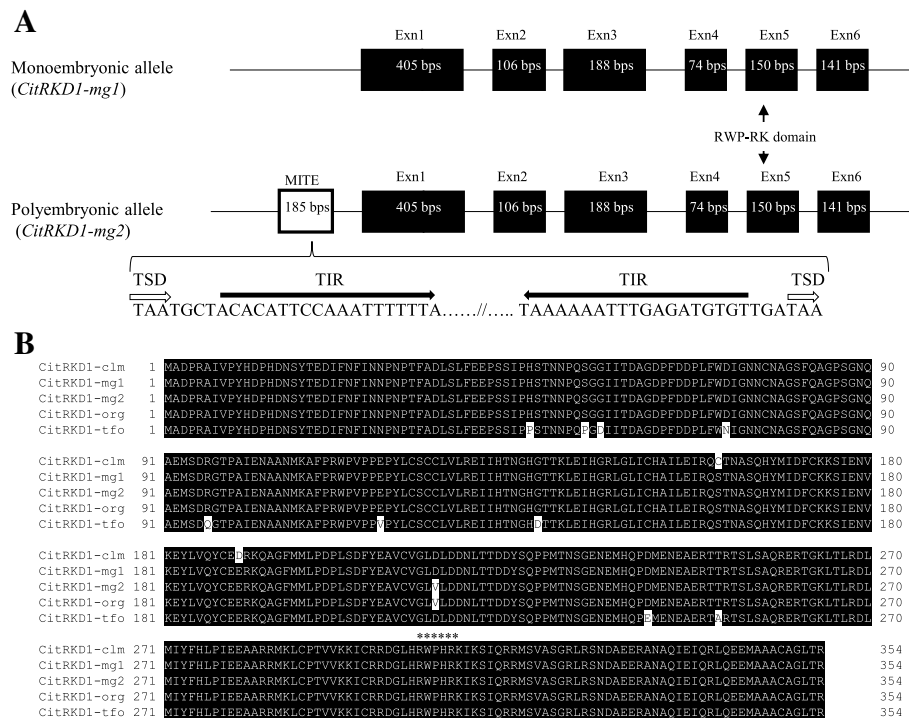 A
Exn1 Exn2 Exn3 Exn4 Exn5 Exn6
Monoembryonic allele
(CitRKD1-mg1)
405 bps 106 bps 188 bps 74 bps 150 bps 141 bps
RWP-RK domain
MITE Exn1 Exn2 Exn3 Exn4 Exn5 Exn6
Polyembryonic allele
(CitRKD1-mg2)
185 bps 405 bps 106 bps 188 bps 74 bps 150 bps 141 bps
TSD TIR TIR TSD
TAATGCTACACATTCCAAATTTTTTA……//….. TAAAAAATTTGAGATGTGTTGATAA
B
CitRKD1-clm 1 MADPRAIVPYHDPHDNSYTEDIFNFINNPNPTFADLSLFEEPSSIPHSTNNPQSGGIITDAGDPFDDPLFWDIGNNCNAGSFQAGPSGNQ 90
CitRKD1-mg1 1 MADPRAIVPYHDPHDNSYTEDIFNFINNPNPTFADLSLFEEPSSIPHSTNNPQSGGIITDAGDPFDDPLFWDIGNNCNAGSFQAGPSGNQ 90
CitRKD1-mg2 1 MADPRAIVPYHDPHDNSYTEDIFNFINNPNPTFADLSLFEEPSSIPHSTNNPQSGGIITDAGDPFDDPLFWDIGNNCNAGSFQAGPSGNQ 90
CitRKD1-org 1 MADPRAIVPYHDPHDNSYTEDIFNFINNPNPTFADLSLFEEPSSIPHSTNNPQSGGIITDAGDPFDDPLFWDIGNNCNAGSFQAGPSGNQ 90
CitRKD1-tfo 1 MADPRAIVPYHDPHDNSYTEDIFNFINNPNPTFADLSLFEEPSSIPPSTNNPQPGDIITDAGDPFDDPLFWNIGNNCNAGSFQAGPSGNQ 90
CitRKD1-clm 91 AEMSDRGTPAIENAANMKAFPRWPVPPEPYLCSCCLVLREIIHTNGHGTTKLEIHGRLGLICHAILEIRQCTNASQHYMIDFCKKSIENV 180
CitRKD1-mg1 91 AEMSDRGTPAIENAANMKAFPRWPVPPEPYLCSCCLVLREIIHTNGHGTTKLEIHGRLGLICHAILEIRQSTNASQHYMIDFCKKSIENV 180
CitRKD1-mg2 91 AEMSDRGTPAIENAANMKAFPRWPVPPEPYLCSCCLVLREIIHTNGHGTTKLEIHGRLGLICHAILEIRQSTNASQHYMIDFCKKSIENV 180
CitRKD1-org 91 AEMSDRGTPAIENAANMKAFPRWPVPPEPYLCSCCLVLREIIHTNGHGTTKLEIHGRLGLICHAILEIRQSTNASQHYMIDFCKKSIENV 180
CitRKD1-tfo 91 AEMSDQGTPAIENAANMKAFPRWPVPPVPYLCSCCLVLREIIHTNGHDTTKLEIHGRLGLICHAILEIRQSTNASQHYMIDFCKKSIENV 180
CitRKD1-clm 181 KEYLVQYCEDRKQAGFMMLPDPLSDFYEAVCVGLDLDDNLTTDDYSQPPMTNSGENEMHQPDMENEAERTTRTSLSAQRERTGKLTLRDL 270
CitRKD1-mg1 181 KEYLVQYCEERKQAGFMMLPDPLSDFYEAVCVGLDLDDNLTTDDYSQPPMTNSGENEMHQPDMENEAERTTRTSLSAQRERTGKLTLRDL 270
CitRKD1-mg2 181 KEYLVQYCEERKQAGFMMLPDPLSDFYEAVCVGLVLDDNLTTDDYSQPPMTNSGENEMHQPDMENEAERTTRTSLSAQRERTGKLTLRDL 270
CitRKD1-org 181 KEYLVQYCEERKQAGFMMLPDPLSDFYEAVCVGLVLDDNLTTDDYSQPPMTNSGENEMHQPDMENEAERTTRTSLSAQRERTGKLTLRDL 270
CitRKD1-tfo 181 KEYLVQYCEERKQAGFMMLPDPLSDFYEAVCVGLDLDDNLTTDDYSQPPMTNSGENEMHQPEMENEAERTARTSLSAQRERTGKLTLRDL 270
******
CitRKD1-clm 271 MIYFHLPIEEAARRMKLCPTVVKKICRRDGLHRWPHRKIKSIQRRMSVASGRLRSNDAEERANAQIEIQRLQEEMAAACAGLTR 354
CitRKD1-mg1 271 MIYFHLPIEEAARRMKLCPTVVKKICRRDGLHRWPHRKIKSIQRRMSVASGRLRSNDAEERANAQIEIQRLQEEMAAACAGLTR 354
CitRKD1-mg2 271 MIYFHLPIEEAARRMKLCPTVVKKICRRDGLHRWPHRKIKSIQRRMSVASGRLRSNDAEERANAQIEIQRLQEEMAAACAGLTR 354
CitRKD1-org 271 MIYFHLPIEEAARRMKLCPTVVKKICRRDGLHRWPHRKIKSIQRRMSVASGRLRSNDAEERANAQIEIQRLQEEMAAACAGLTR 354
CitRKD1-tfo 271 MIYFHLPIEEAARRMKLCPTVVKKICRRDGLHRWPHRKIKSIQRRMSVASGRLRSNDAEERANAQIEIQRLQEEMAAACAGLTR 354